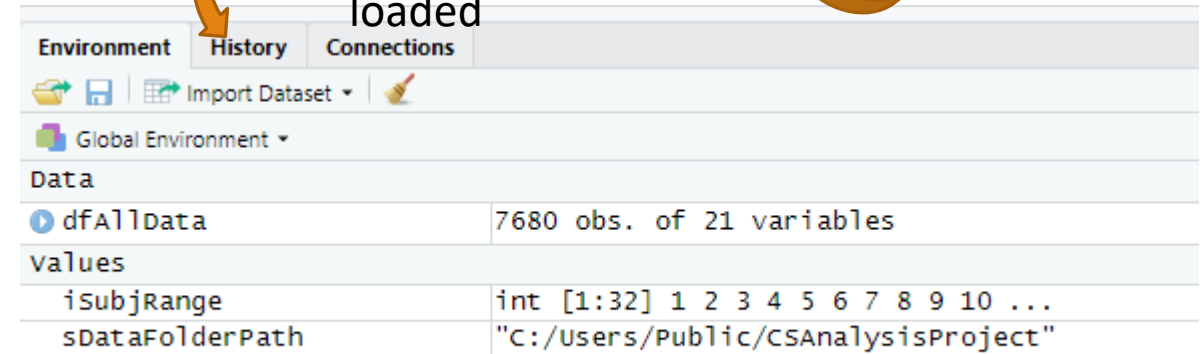 loaded
Environment History Connections
Import Dataset
Global Environment
Data
dfAllData 7680 obs. of 21 variables
Values
iSubjRange int [1:32] 1 2 3 4 5 6 7 8 9 10 ...
sDataFolderPath "C:/Users/Public/CSAnalysisProject"